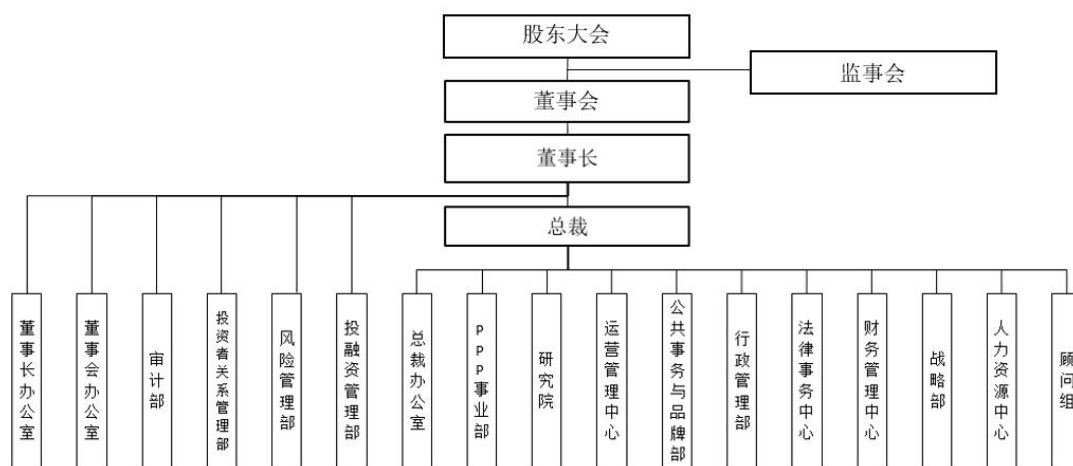 股东大会
监事会
董事会
董事长
总裁
董事长办公室
董事会办公室
审计部
投资者关系管理部
风险管理部
投融资管理部
总裁办公室
PPP事业部
研究院
运营管理中心
公共事务与品牌部
行政管理部
法律事务中心
财务管理中心
战略部
人力资源中心
顾问组